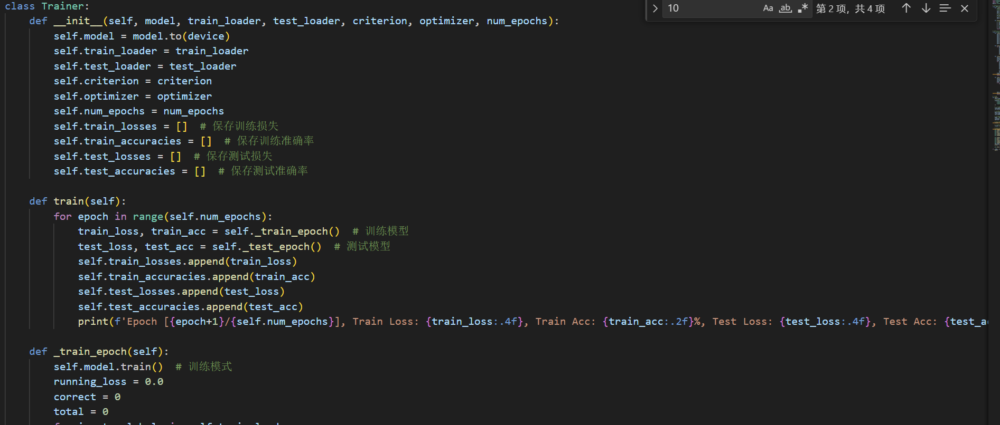 class Trainer:
    def __init__(self, model, train_loader, test_loader, criterion, optimizer, num_epochs):
        self.model = model.to(device)
        self.train_loader = train_loader
        self.test_loader = test_loader
        self.criterion = criterion
        self.optimizer = optimizer
        self.num_epochs = num_epochs
        self.train_losses = []  # 保存训练损失
        self.train_accuracies = []  # 保存训练准确率
        self.test_losses = []  # 保存测试损失
        self.test_accuracies = []  # 保存测试准确率
    def train(self):
        for epoch in range(self.num_epochs):
            train_loss, train_acc = self._train_epoch()  # 训练模型
            test_loss, test_acc = self._test_epoch()  # 测试模型
            self.train_losses.append(train_loss)
            self.train_accuracies.append(train_acc)
            self.test_losses.append(test_loss)
            self.test_accuracies.append(test_acc)
            print(f'Epoch [{epoch+1}/{self.num_epochs}], Train Loss: {train_loss:.4f}, Train Acc: {train_acc:.2f}%, Test Loss: {test_loss:.4f}, Test Acc: {test_a
    def _train_epoch(self):
        self.model.train()  # 训练模式
        running_loss = 0.0
        correct = 0
        total = 0
10 Aa ab .* 第 2 项, 共 4 项